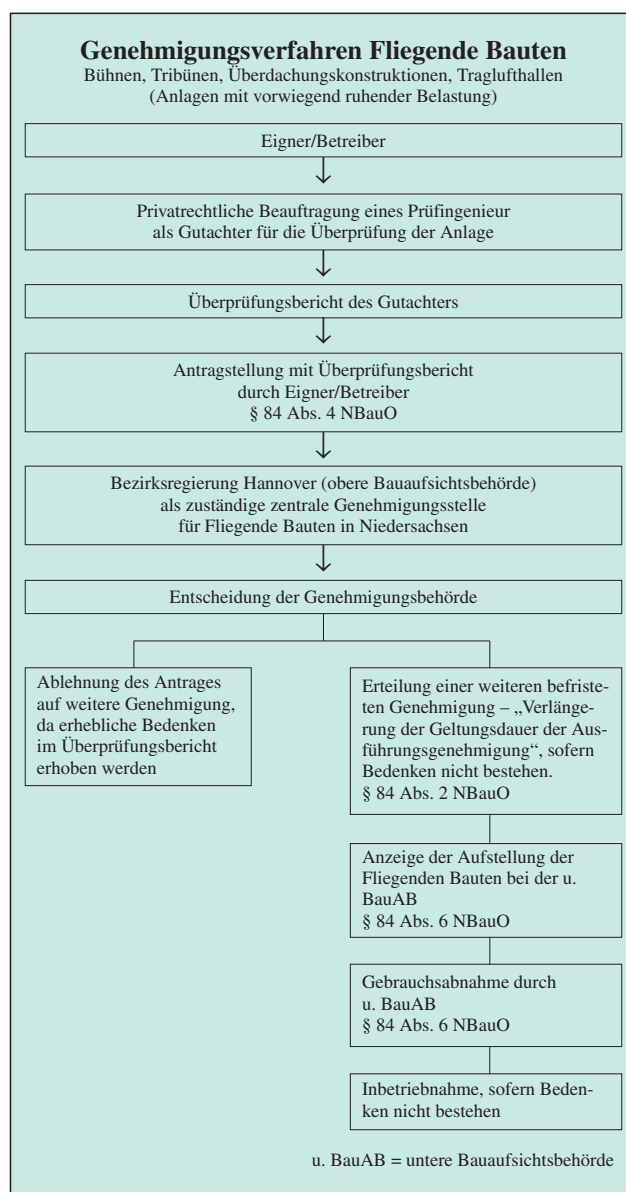 Genehmigungsverfahren Fliegende Bauten
Bühnen, Tribünen, Überdachungskonstruktionen, Traglufthallen
(Anlagen mit vorwiegend ruhender Belastung)
Eigner/Betreiber
Privatrechtliche Beauftragung eines Prüfingenieur
als Gutachter für die Überprüfung der Anlage
Überprüfungsbericht des Gutachters
Antragstellung mit Überprüfungsbericht
durch Eigner/Betreiber
§ 84 Abs. 4 NBauO
Bezirksregierung Hannover (obere Bauaufsichtsbehörde)
als zuständige zentrale Genehmigungsstelle
für Fliegende Bauten in Niedersachsen
Entscheidung der Genehmigungsbehörde
Ablehnung des Antrages
auf weitere Genehmigung,
da erhebliche Bedenken
im Überprüfungsbericht
erhoben werden
Erteilung einer weiteren befriste-
ten Genehmigung – „Verlänge-
rung der Geltungsdauer der Aus-
führungsgenehmigung“, sofern
Bedenken nicht bestehen.
§ 84 Abs. 2 NBauO
Anzeige der Aufstellung der
Fliegenden Bauten bei der u.
BauAB
§ 84 Abs. 6 NBauO
Gebrauchsabnahme durch
u. BauAB
§ 84 Abs. 6 NBauO
Inbetriebnahme, sofern Beden-
ken nicht bestehen
u. BauAB = untere Bauaufsichtsbehörde